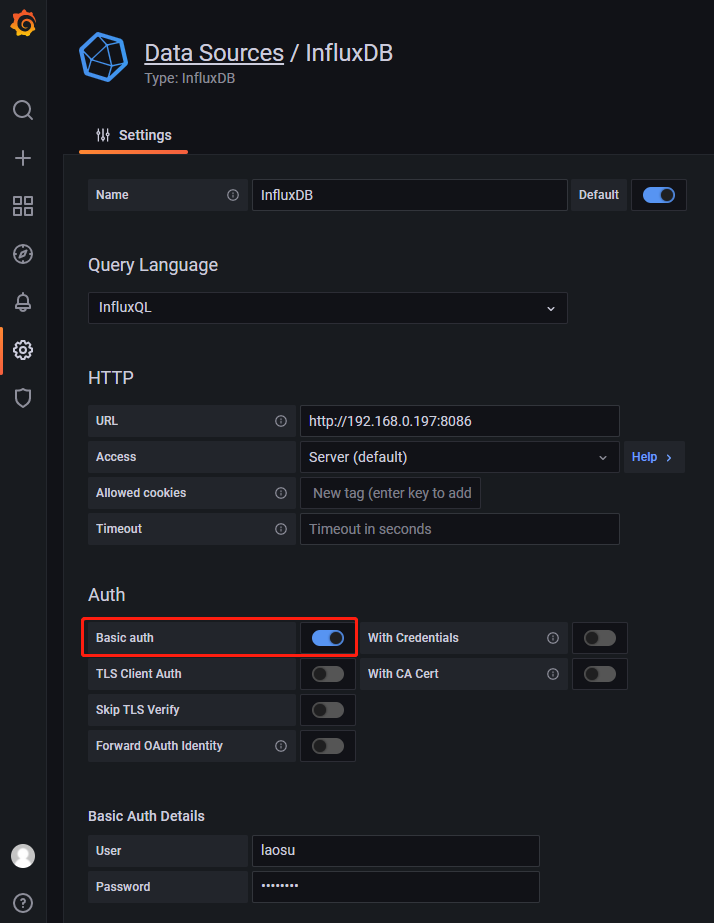 Data Sources / InfluxDB
Type: InfluxDB
Settings
Name InfluxDB Default
Query Language
InfluxQL
HTTP
URL http://192.168.0.197:8086
Access Server (default) Help
Allowed cookies New tag (enter key to add
Timeout Timeout in seconds
Auth
Basic auth With Credentials
TLS Client Auth With CA Cert
Skip TLS Verify
Forward OAuth Identity
Basic Auth Details
User laosu
Password ••••••••